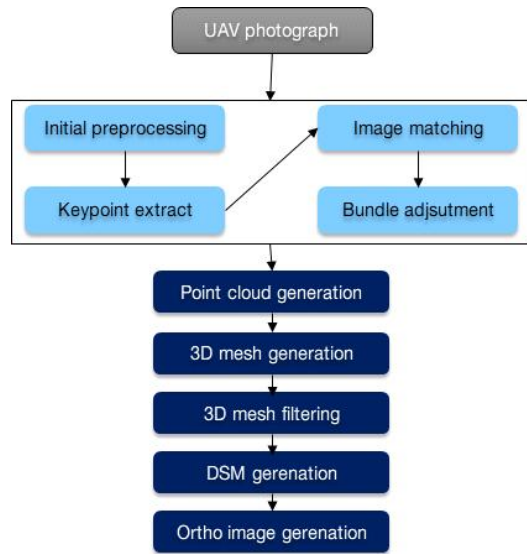 UAV photograph
Initial preprocessing
Keypoint extract
Image matching
Bundle adjsutment
Point cloud generation
3D mesh generation
3D mesh filtering
DSM gerenation
Ortho image gerenation